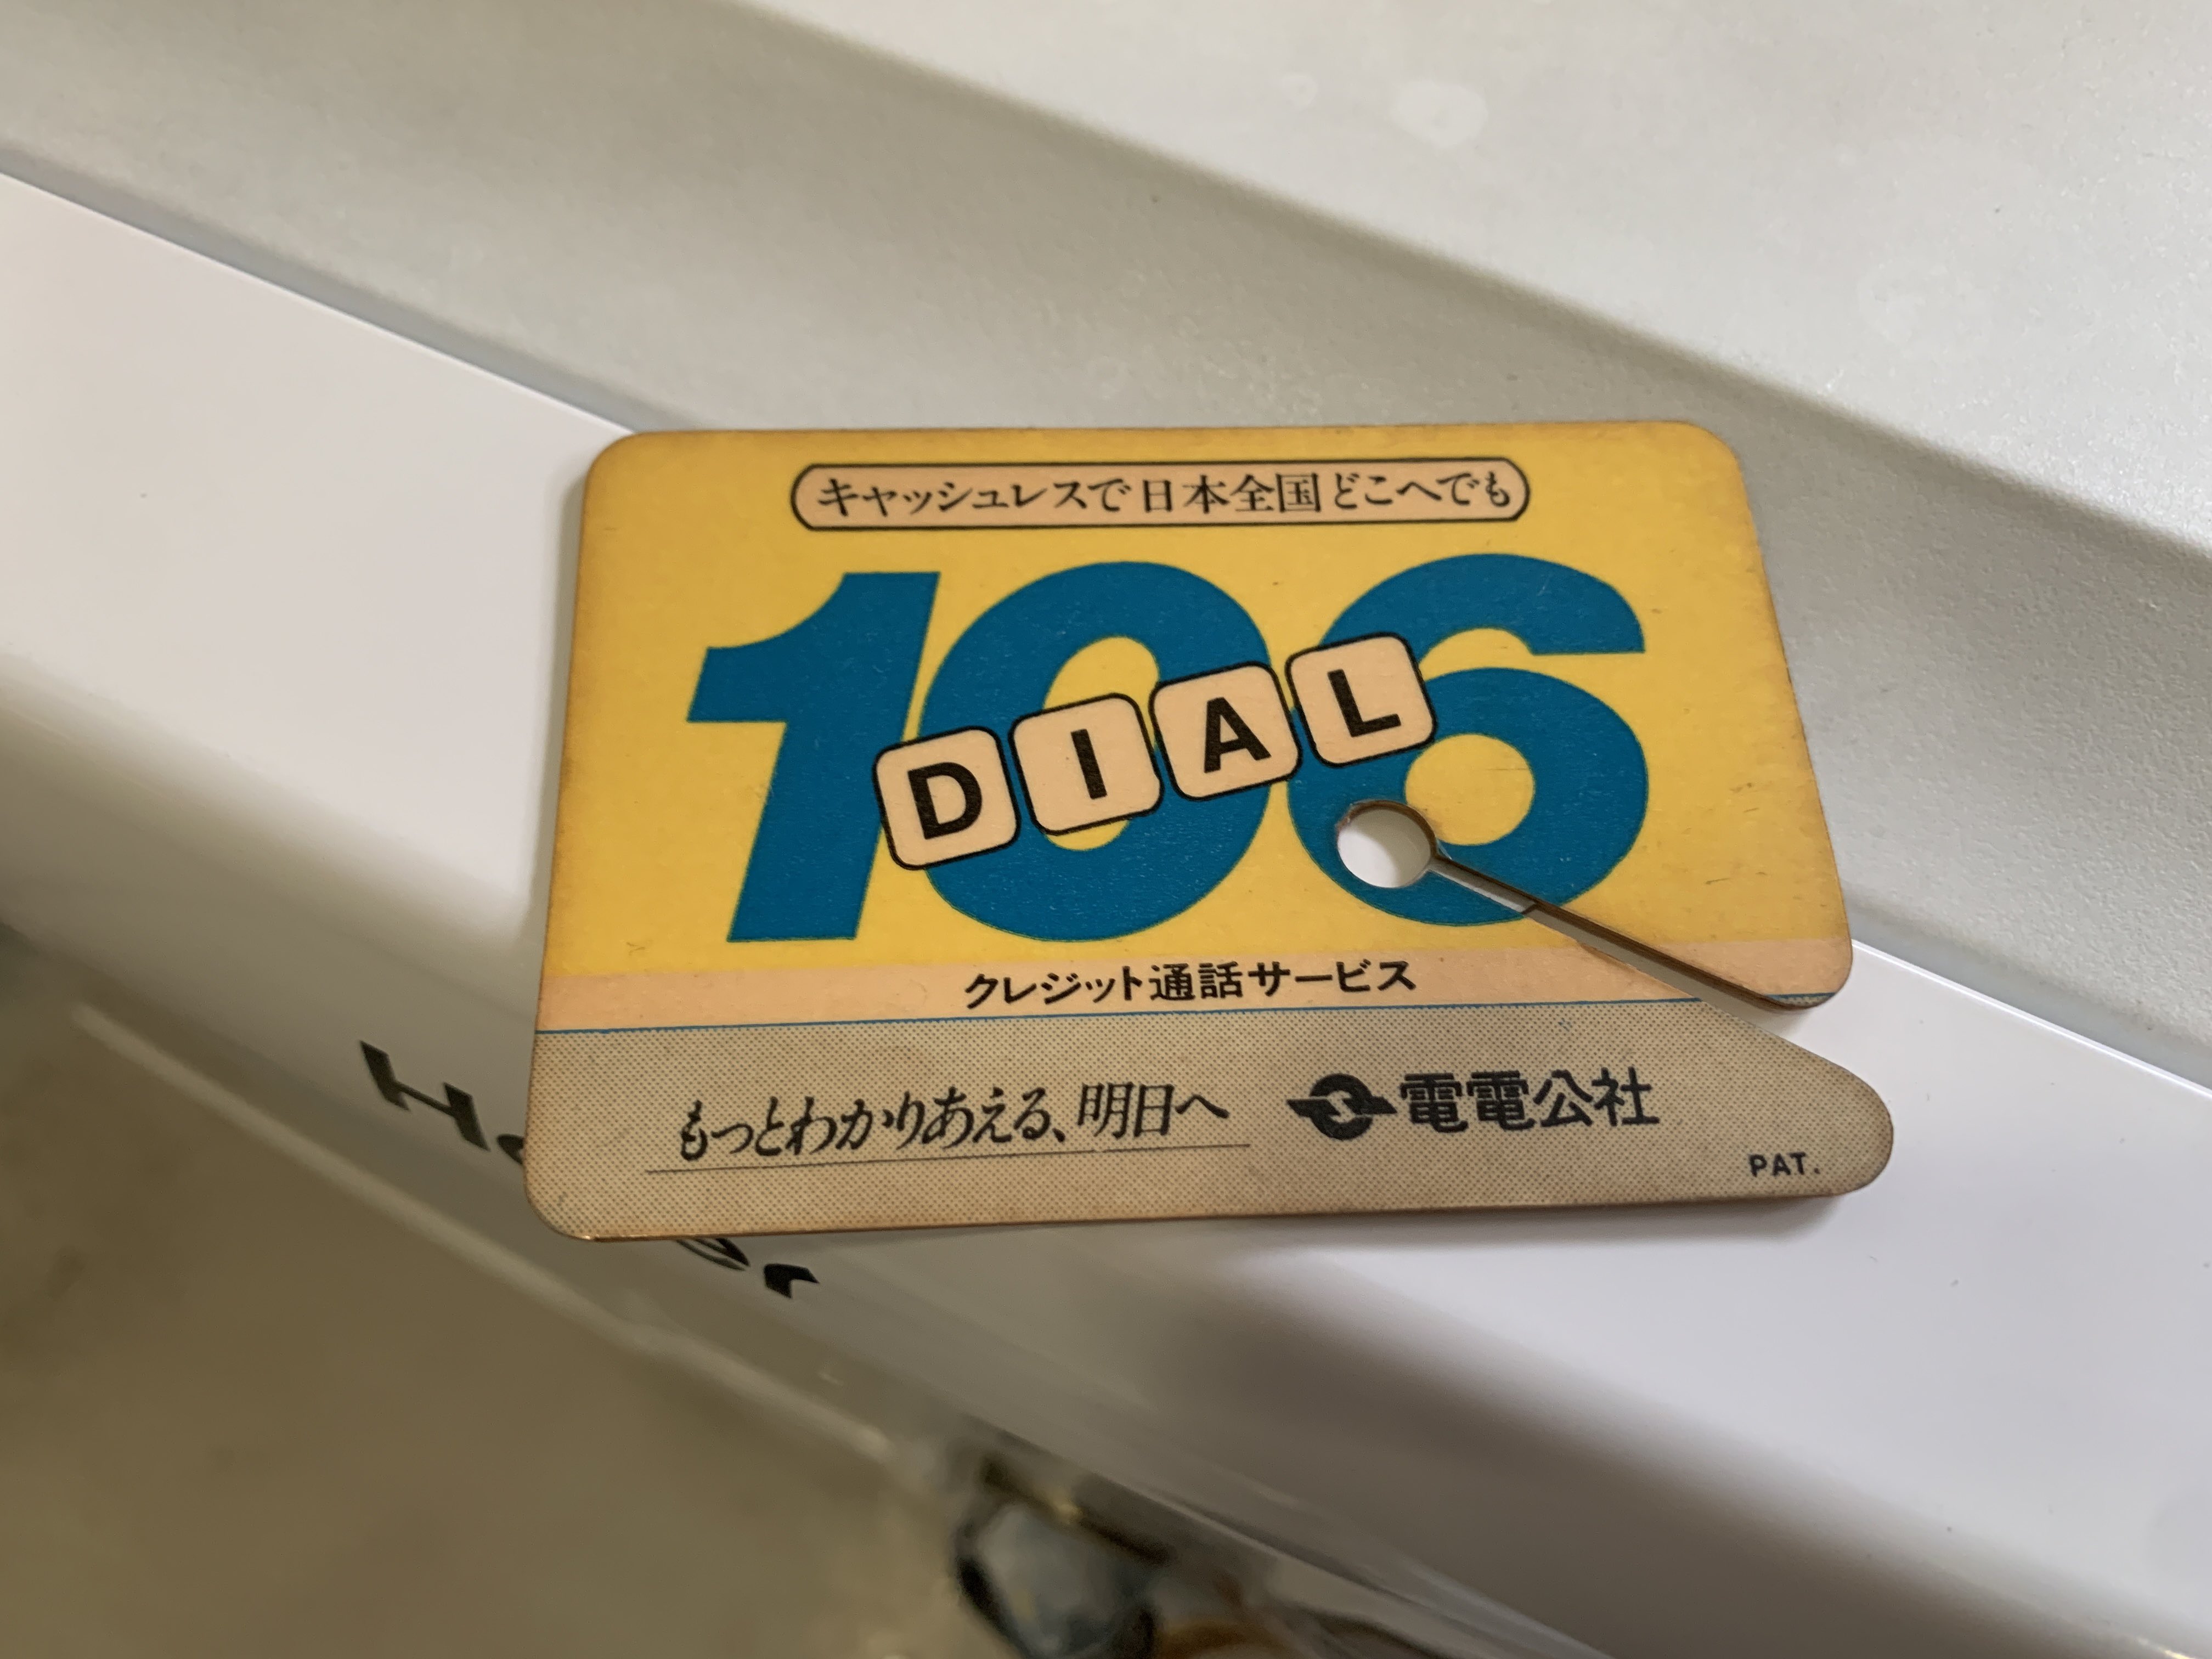 キャッシュレスで日本全国どこへでも
106
DIAL
クレジット通話サービス
もっとわかりあえる、明日へ
電電公社
PAT.